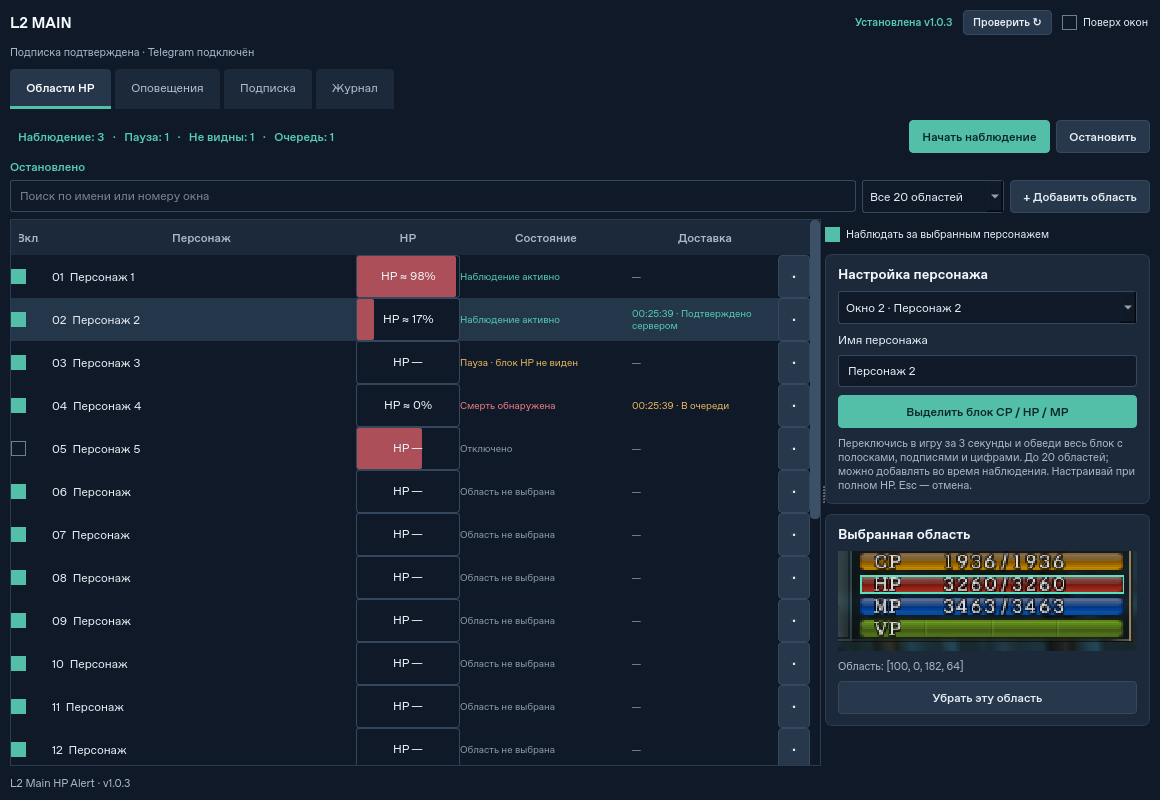 L2 MAIN
Установлена v1.0.3
Проверить ↻
Поверх окон
Подписка подтверждена · Telegram подключён
Области HP
Оповещения
Подписка
Журнал
Наблюдение: 3 · Пауза: 1 · Не видны: 1 · Очередь: 1
Начать наблюдение
Остановить
Остановлено
Поиск по имени или номеру окна
Все 20 областей
+ Добавить область
Вкл Персонаж HP Состояние Доставка
01 Персонаж 1 HP ≈ 98% Наблюдение активно —
02 Персонаж 2 HP ≈ 17% Наблюдение активно 00:25:39 · Подтверждено
сервером
03 Персонаж 3 HP — Пауза · блок HP не виден —
04 Персонаж 4 HP ≈ 0% Смерть обнаружена 00:25:39 · В очереди
05 Персонаж 5 HP — Отключено —
06 Персонаж HP — Область не выбрана —
07 Персонаж HP — Область не выбрана —
08 Персонаж HP — Область не выбрана —
09 Персонаж HP — Область не выбрана —
10 Персонаж HP — Область не выбрана —
11 Персонаж HP — Область не выбрана —
12 Персонаж HP — Область не выбрана —
Наблюдать за выбранным персонажем
Настройка персонажа
Окно 2 · Персонаж 2
Имя персонажа
Персонаж 2
Выделить блок CP / HP / MP
Переключись в игру за 3 секунды и обведи весь блок с
полосками, подписями и цифрами. До 20 областей;
можно добавлять во время наблюдения. Настраивай при
полном HP. Esc — отмена.
Выбранная область
CP 1936/1936
HP 3260/3260
MP 3463/3463
VP
Область: [100, 0, 182, 64]
Убрать эту область
L2 Main HP Alert · v1.0.3